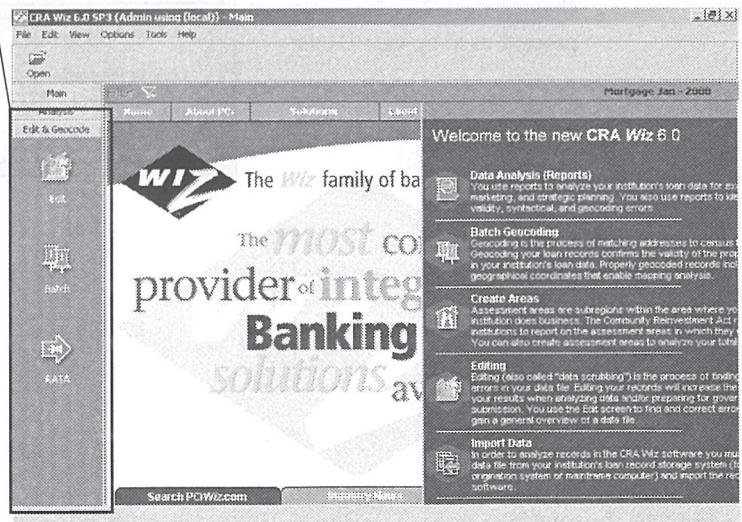 CRA Wiz 6.0 SP3 (Admin using (local)) - Main
File Edit View Options Tools Help
Open
Main
Filter
Mortgage Jan - 2000
Analysis
Edit & Geocode
Home
About PCi
Solutions
Edit
Batch
RATA
WIZ
The Wiz family of ba
The most co
provider of integ
Banking
solutions av
Search PCiWiz.com
Industry News
Welcome to the new CRA Wiz 6.0
Data Analysis (Reports)
You use reports to analyze your institution's loan data for
marketing, and strategic planning. You also use reports to
validity, syntactical, and geocoding errors.
Batch Geocoding
Geocoding is the process of matching addresses to census
Geocoding your loan records confirms the validity of the
in your institution's loan data. Properly geocoded records
geographical coordinates that enable mapping analysis.
Create Areas
Assessment areas are subregions within the area where
institution does business. The Community Reinvestment Act
institutions to report on the assessment areas in which they
You can also create assessment areas to analyze your total
Editing
Editing (also called "data scrubbing") is the process of finding
errors in your data file. Editing your records will increase the
your results when analyzing data and/or preparing for
submission. You use the Edit screen to find and correct
gain a general overview of a data file.
Import Data
In order to analyze records in the CRA Wiz software you
data file from your institution's loan record storage system
origination system or mainframe computer) and import the
software.